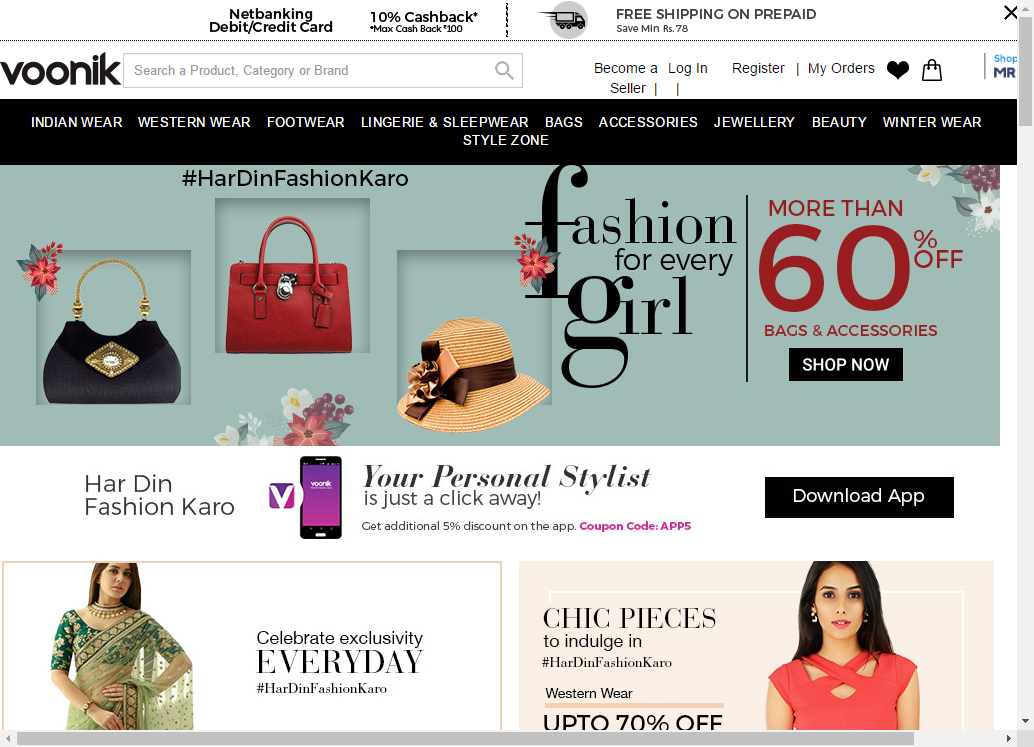 Netbanking
Debit/Credit Card
10% Cashback*
*Max Cash Back ₹100
FREE SHIPPING ON PREPAID
Save Min Rs.78
voonik
Search a Product, Category or Brand
Become a Seller |
Log In |
Register |
My Orders
Shop
MR
INDIAN WEAR WESTERN WEAR FOOTWEAR LINGERIE & SLEEPWEAR BAGS ACCESSORIES JEWELLERY BEAUTY WINTER WEAR
STYLE ZONE
#HarDinFashionKaro
fashion
for every
girl
MORE THAN
60% OFF
BAGS & ACCESSORIES
SHOP NOW
Har Din
Fashion Karo
V
voonik
Your Personal Stylist
is just a click away!
Get additional 5% discount on the app. Coupon Code: APP5
Download App
Celebrate exclusivity
EVERYDAY
#HarDinFashionKaro
CHIC PIECES
to indulge in
#HarDinFashionKaro
Western Wear
UPTO 70% OFF